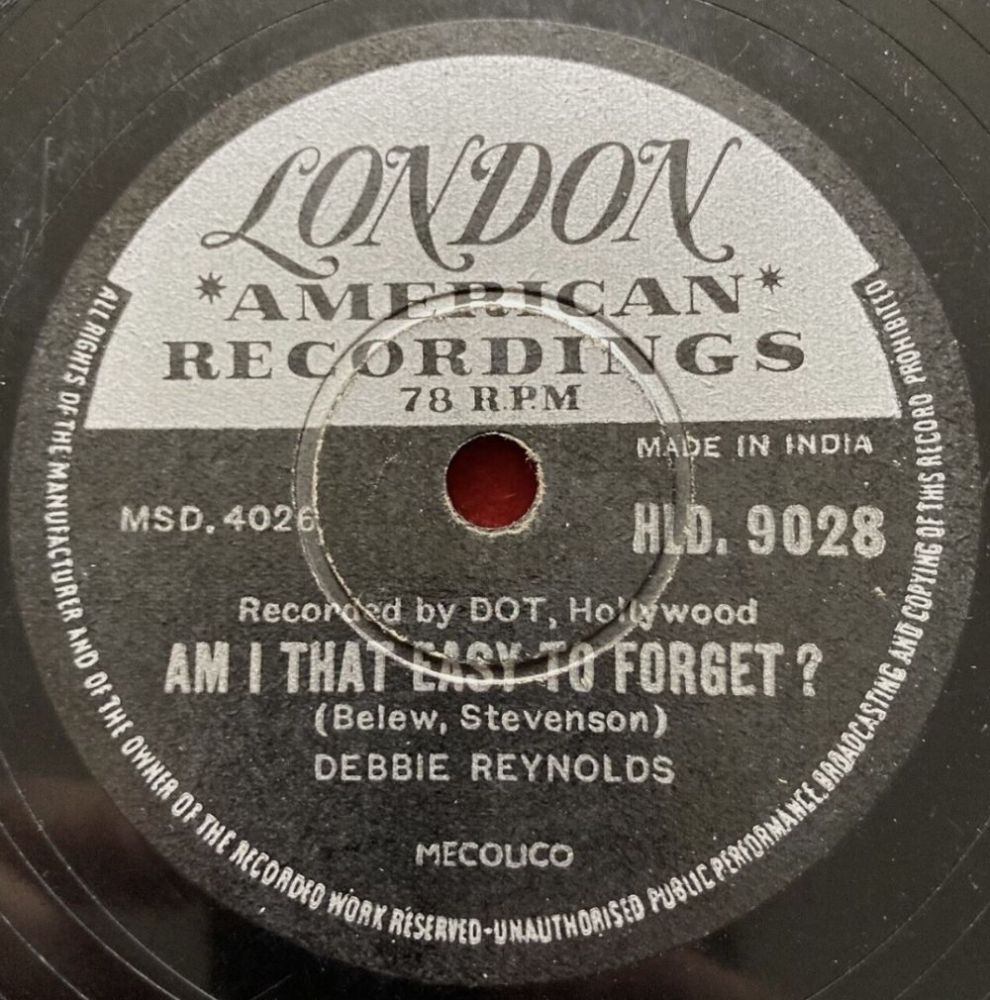 LONDON
*AMERICAN*
RECORDINGS
78 R.P.M
MADE IN INDIA
MSD. 4026
HLD. 9028
Recorded by DOT, Hollywood
AM I THAT EASY TO FORGET ?
(Belew, Stevenson)
DEBBIE REYNOLDS
MECOLICO
ALL RIGHTS OF THE MANUFACTURER AND OF THE OWNER OF THE RECORDED WORK RESERVED-UNAUTHORISED PUBLIC PERFORMANCE, BROADCASTING AND COPYING OF THIS RECORD PROHIBITED